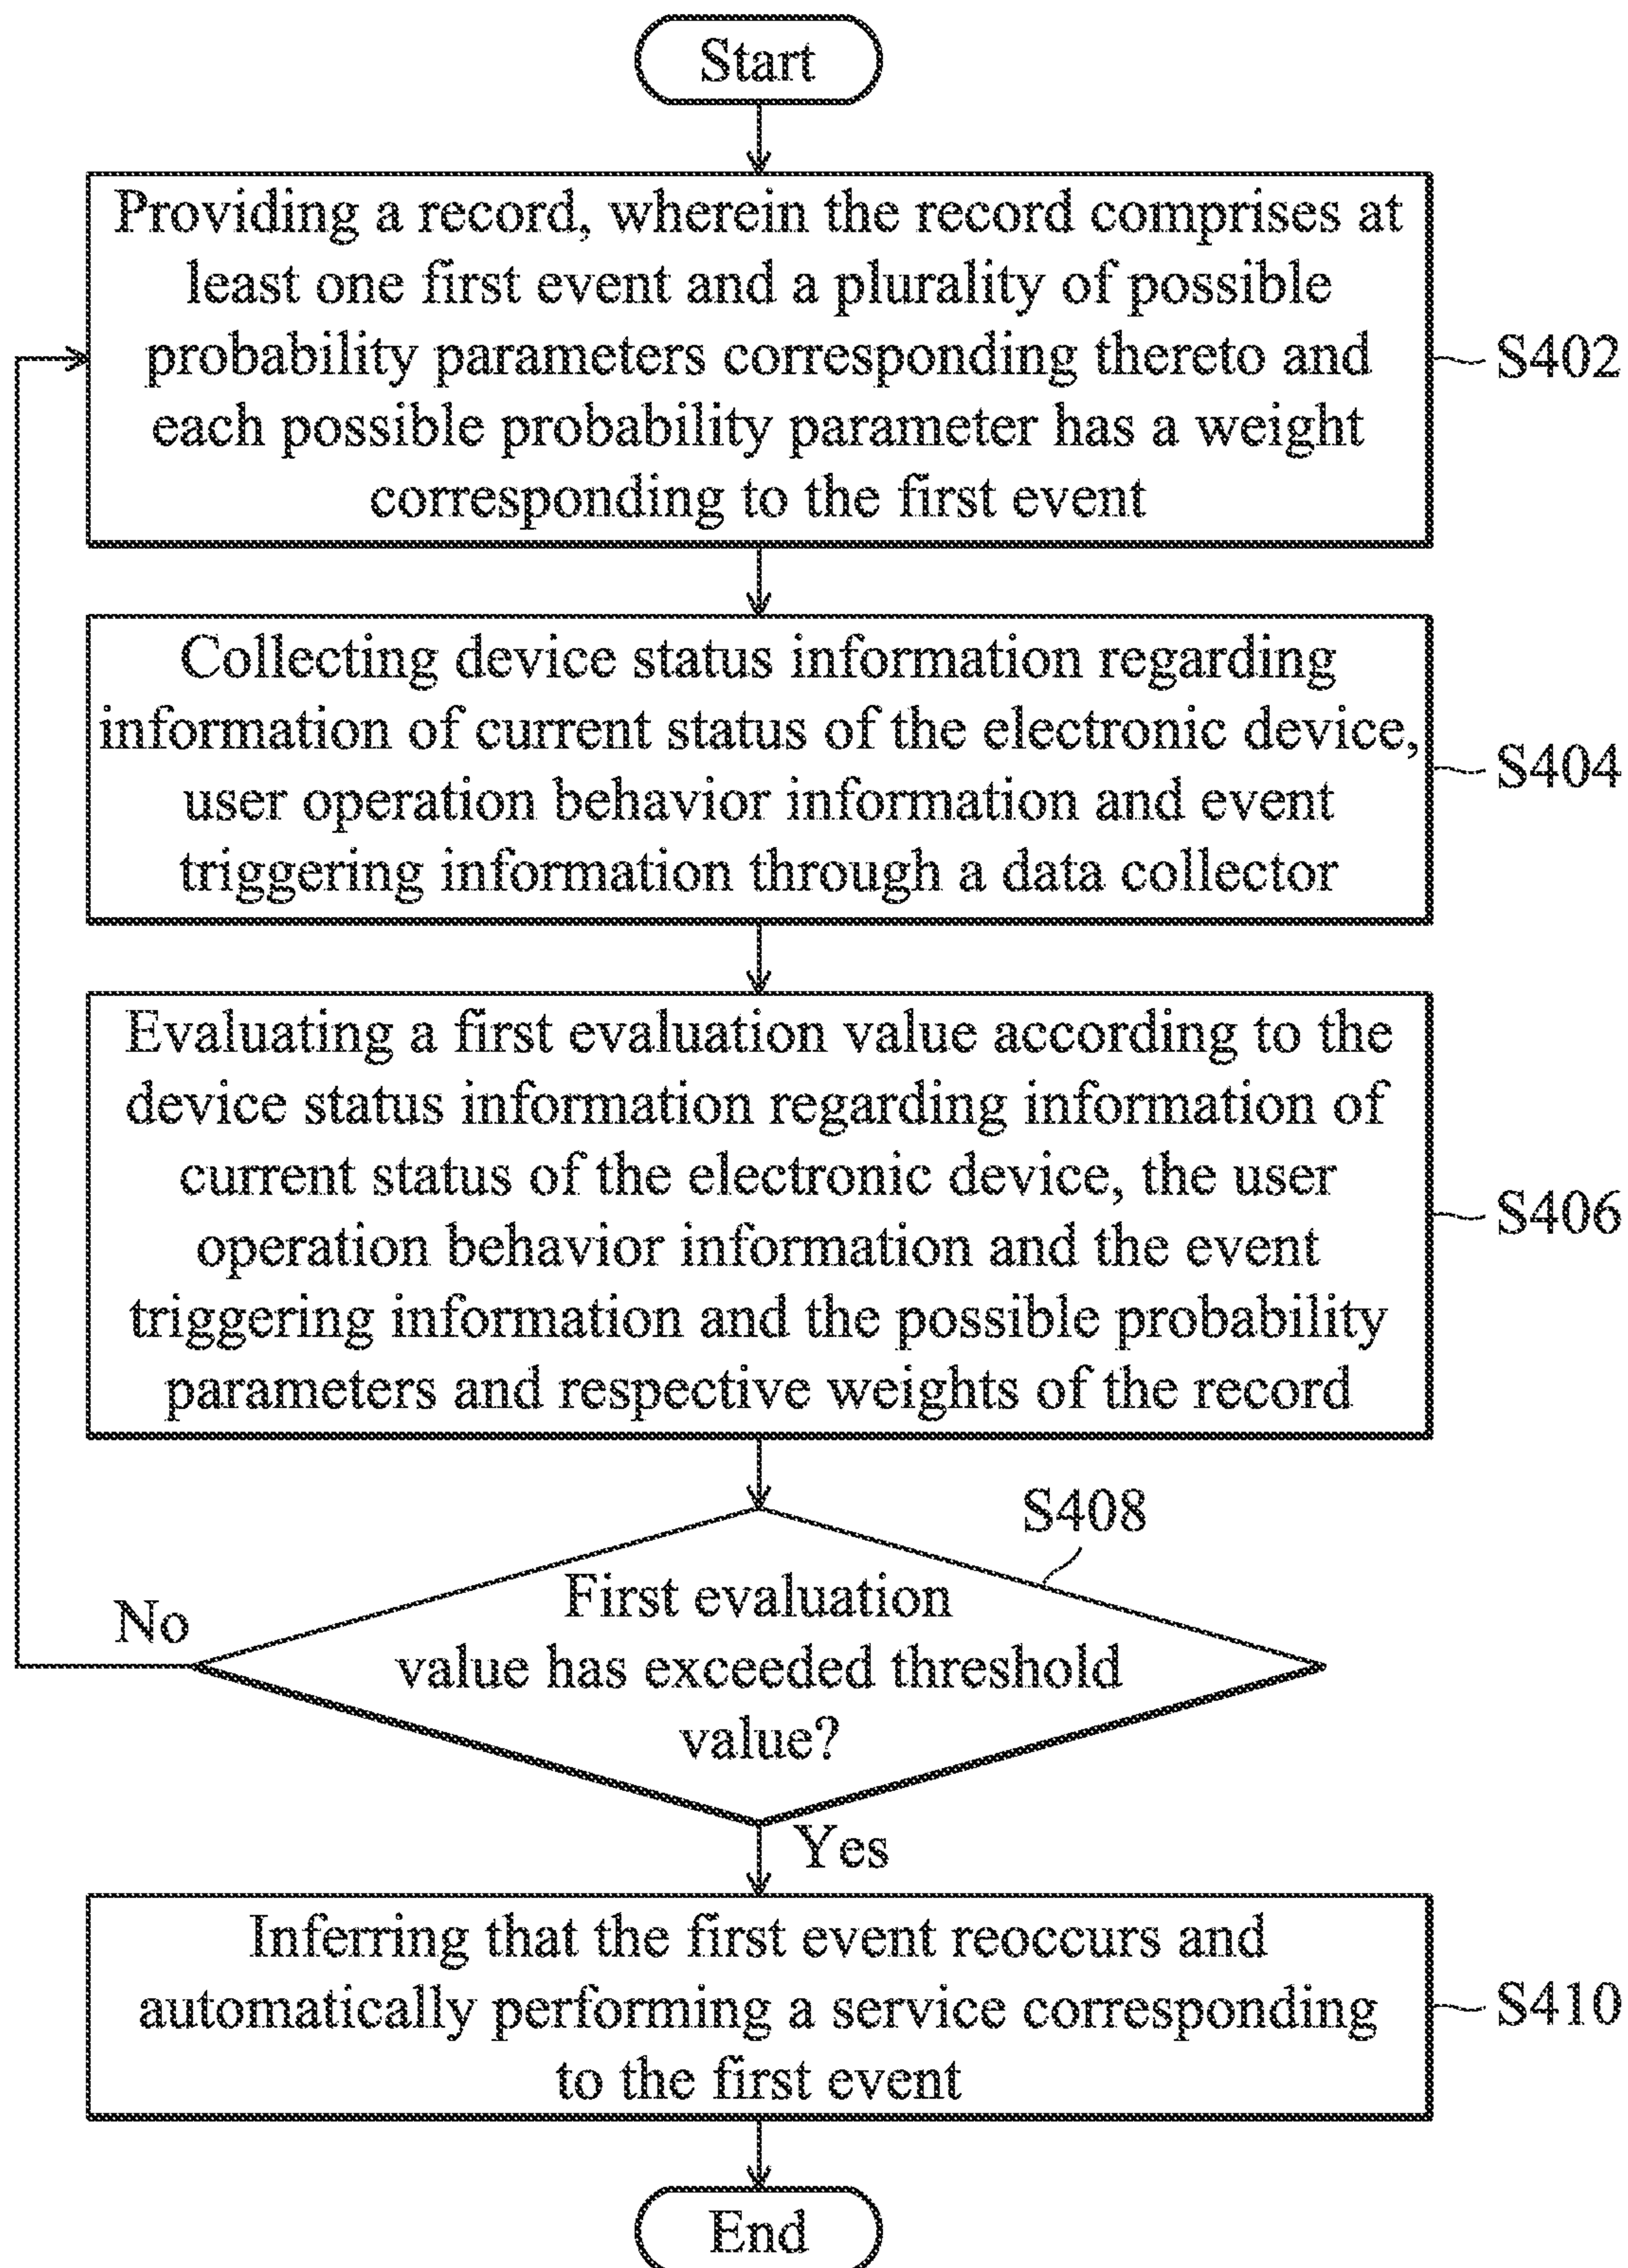 Start
Providing a record, wherein the record comprises at
least one first event and a plurality of possible
probability parameters corresponding thereto and
each possible probability parameter has a weight
corresponding to the first event
S402
Collecting device status information regarding
information of current status of the electronic device,
user operation behavior information and event
triggering information through a data collector
S404
Evaluating a first evaluation value according to the
device status information regarding information of
current status of the electronic device, the user
operation behavior information and the event
triggering information and the possible probability
parameters and respective weights of the record
S406
S408
First evaluation
value has exceeded threshold
value?
No
Yes
Inferring that the first event reoccurs and
automatically performing a service corresponding
to the first event
S410
End